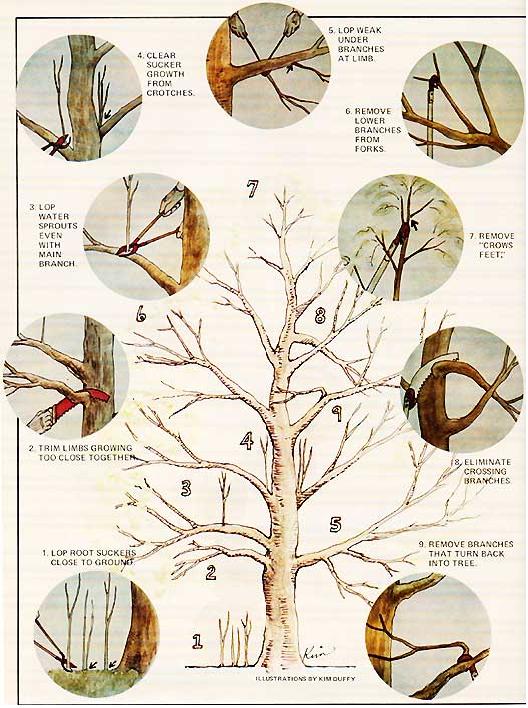 4. CLEAR
SUCKER
GROWTH
FROM
CROTCHES.
5. LOP WEAK
UNDER
BRANCHES
AT LIMB.
6. REMOVE
LOWER
BRANCHES
FROM
FORKS.
3. LOP
WATER
SPROUTS
EVEN
WITH
MAIN
BRANCH.
7
7. REMOVE
"CROWS
FEET."
6
8
2. TRIM LIMBS GROWING
TOO CLOSE TOGETHER.
9
4
8. ELIMINATE
CROSSING
BRANCHES.
3
5
1. LOP ROOT SUCKERS
CLOSE TO GROUND.
9. REMOVE BRANCHES
THAT TURN BACK
INTO TREE.
2
1
Kim
ILLUSTRATIONS BY KIM DUFFY